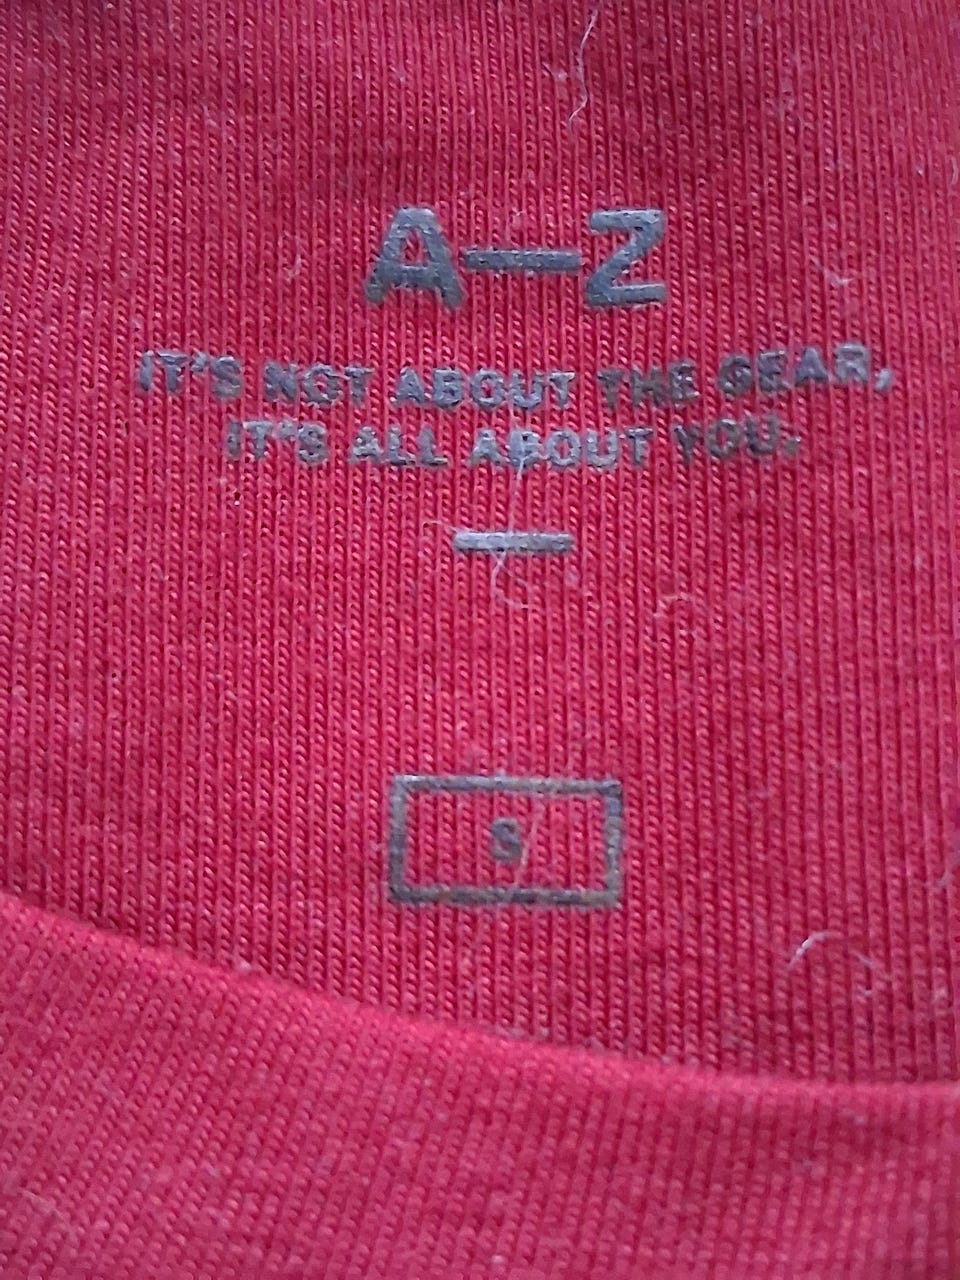 A—Z
IT'S NOT ABOUT THE GEAR,
IT'S ALL ABOUT YOU.
S